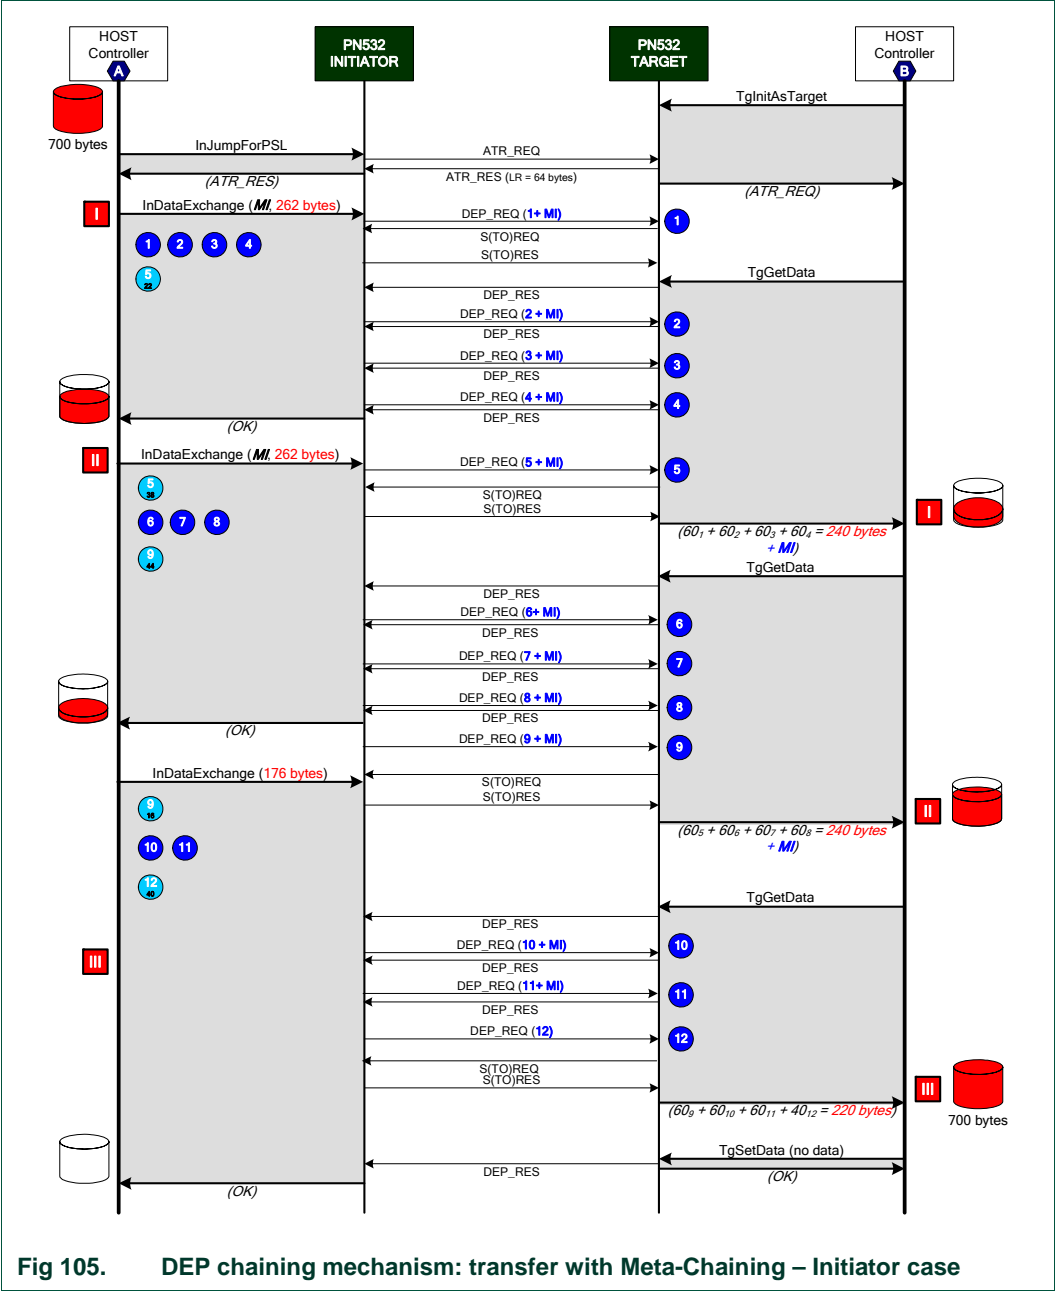 HOST
Controller
A
PN532
INITIATOR
PN532
TARGET
HOST
Controller
B
TgInitAsTarget
700 bytes
InJumpForPSL
ATR_REQ
(ATR_RES)
ATR_RES (LR = 64 bytes)
(ATR_REQ)
I
InDataExchange (MI, 262 bytes)
DEP_REQ (1+ MI)
1
S(TO)REQ
1 2 3 4
S(TO)RES
5
22
TgGetData
DEP_RES
DEP_REQ (2 + MI)
2
DEP_RES
DEP_REQ (3 + MI)
3
DEP_RES
DEP_REQ (4 + MI)
4
DEP_RES
(OK)
II
InDataExchange (MI, 262 bytes)
DEP_REQ (5 + MI)
5
5
38
S(TO)REQ
S(TO)RES
I
6 7 8
(60₁ + 60₂ + 60₃ + 60₄ = 240 bytes
+ MI)
9
44
TgGetData
DEP_RES
DEP_REQ (6+ MI)
6
DEP_RES
DEP_REQ (7 + MI)
7
DEP_RES
DEP_REQ (8 + MI)
8
DEP_RES
(OK)
DEP_REQ (9 + MI)
9
InDataExchange (176 bytes)
S(TO)REQ
S(TO)RES
9
16
II
10 11
(60₅ + 60₆ + 60₇ + 60₈ = 240 bytes
+ MI)
12
40
TgGetData
DEP_RES
DEP_REQ (10 + MI)
10
III
DEP_RES
DEP_REQ (11+ MI)
11
DEP_RES
DEP_REQ (12)
12
S(TO)REQ
S(TO)RES
III
(60₉ + 60₁₀ + 60₁₁ + 40₁₂ = 220 bytes)
700 bytes
TgSetData (no data)
DEP_RES
(OK)
(OK)
Fig 105. DEP chaining mechanism: transfer with Meta-Chaining – Initiator case